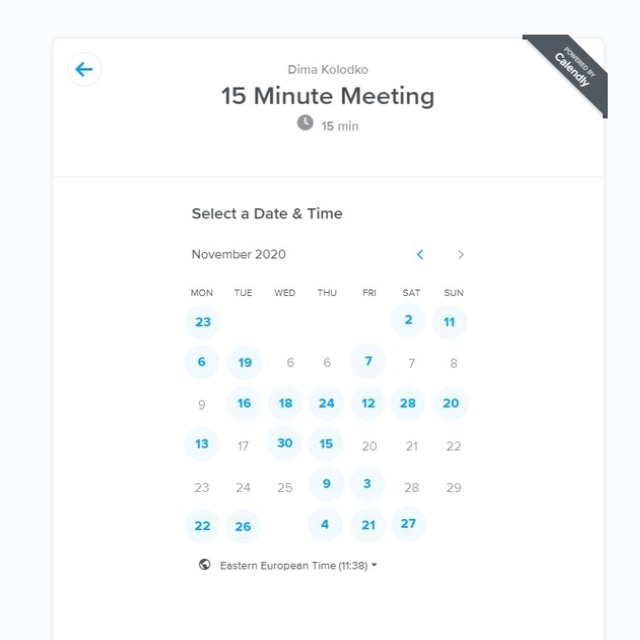 POWERED BY
Calendly
Dima Kolodko
15 Minute Meeting
15 min
Select a Date & Time
November 2020
MON TUE WED THU FRI SAT SUN
23 2 11
6 19 6 6 7 7 8
9 16 18 24 12 28 20
13 17 30 15 20 21 22
23 24 25 9 3 28 29
22 26 4 21 27
Eastern European Time (11:38)